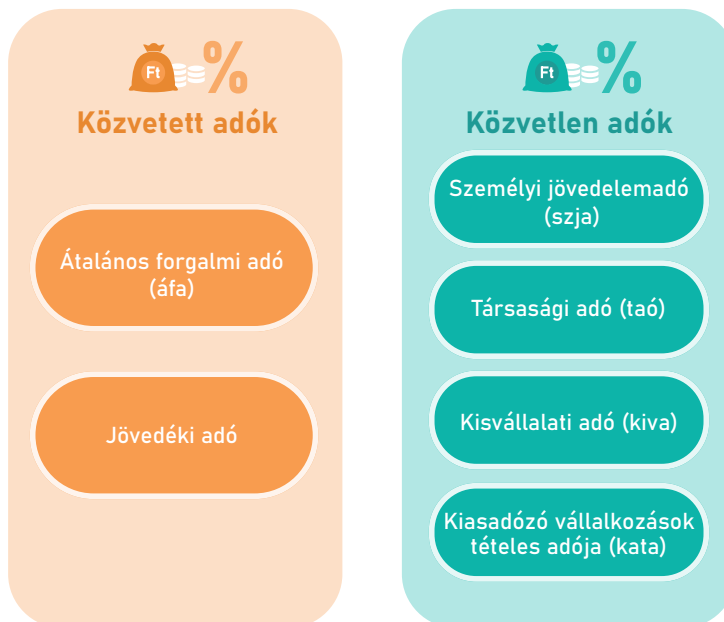 Ft %
Közvetett adók
Átalános forgalmi adó
(áfa)
Jövedéki adó
Ft %
Közvetlen adók
Személyi jövedelemadó
(szja)
Társasági adó (taó)
Kisvállalati adó (kiva)
Kiasadózó vállalkozások
tételes adója (kata)